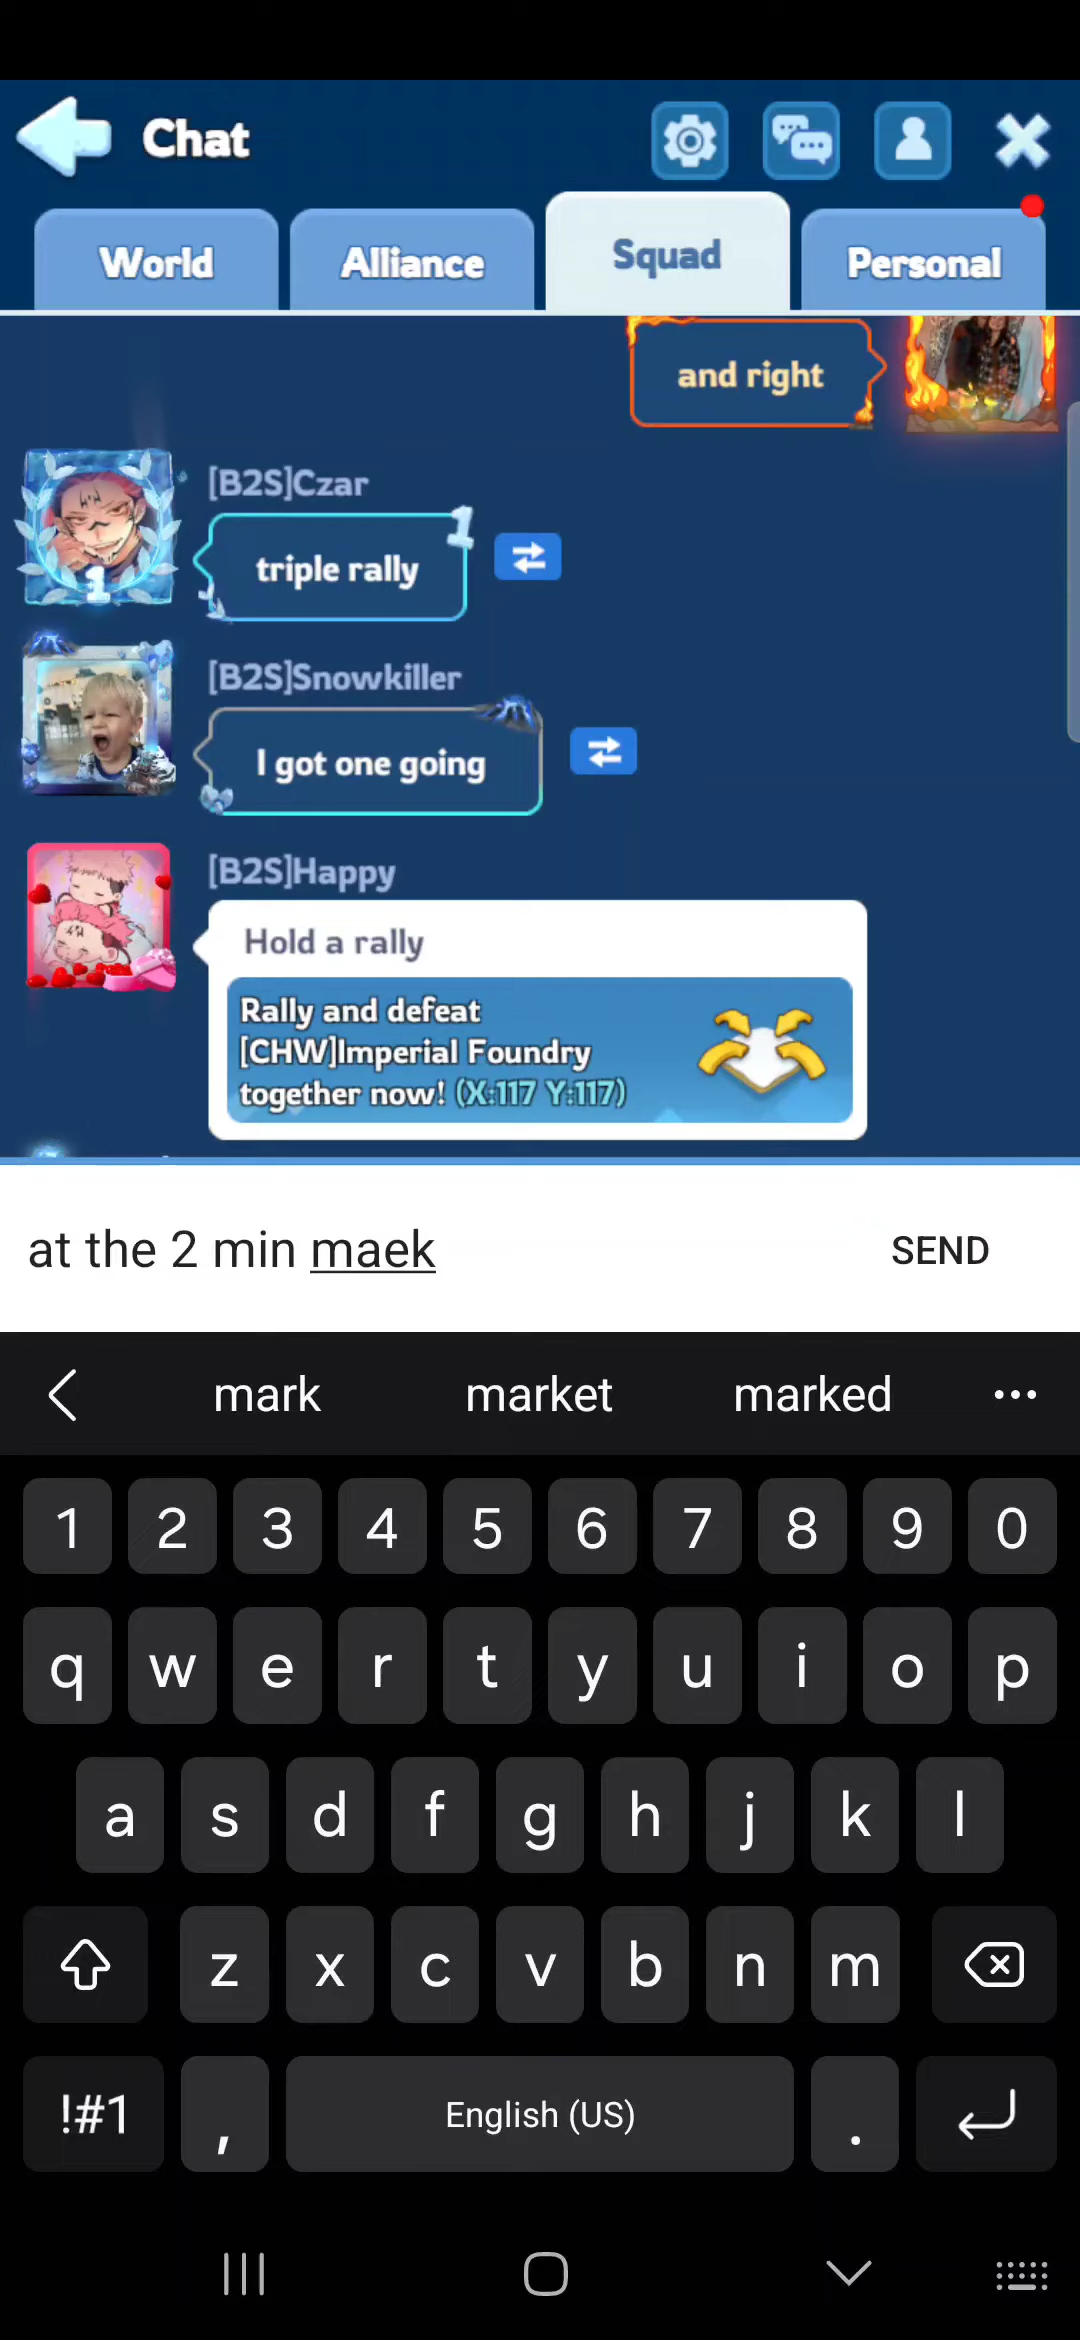 Chat
World
Alliance
Squad
Personal
and right
[B2S]Czar
1
triple rally
1
[B2S]Snowkiller
I got one going
[B2S]Happy
Hold a rally
Rally and defeat
[CHW]Imperial Foundry
together now! (X:117 Y:117)
at the 2 min maek
SEND
mark market marked
1 2 3 4 5 6 7 8 9 0
q w e r t y u i o p
a s d f g h j k l
z x c v b n m
!#1 , English (US) .